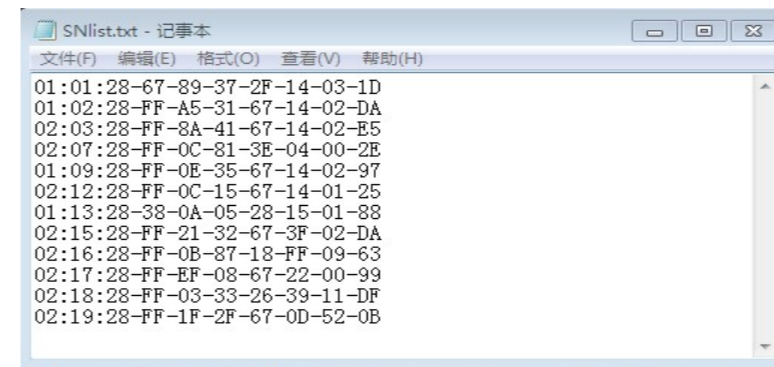 SNlist.txt - 记事本
文件(F) 编辑(E) 格式(O) 查看(V) 帮助(H)
01:01:28-67-89-37-2F-14-03-1D
01:02:28-FF-A5-31-67-14-02-DA
02:03:28-FF-8A-41-67-14-02-E5
02:07:28-FF-0C-81-3E-04-00-2E
01:09:28-FF-0E-35-67-14-02-97
02:12:28-FF-0C-15-67-14-01-25
01:13:28-38-0A-05-28-15-01-88
02:15:28-FF-21-32-67-3F-02-DA
02:16:28-FF-0B-87-18-FF-09-63
02:17:28-FF-EF-08-67-22-00-99
02:18:28-FF-03-33-26-39-11-DF
02:19:28-FF-1F-2F-67-0D-52-0B